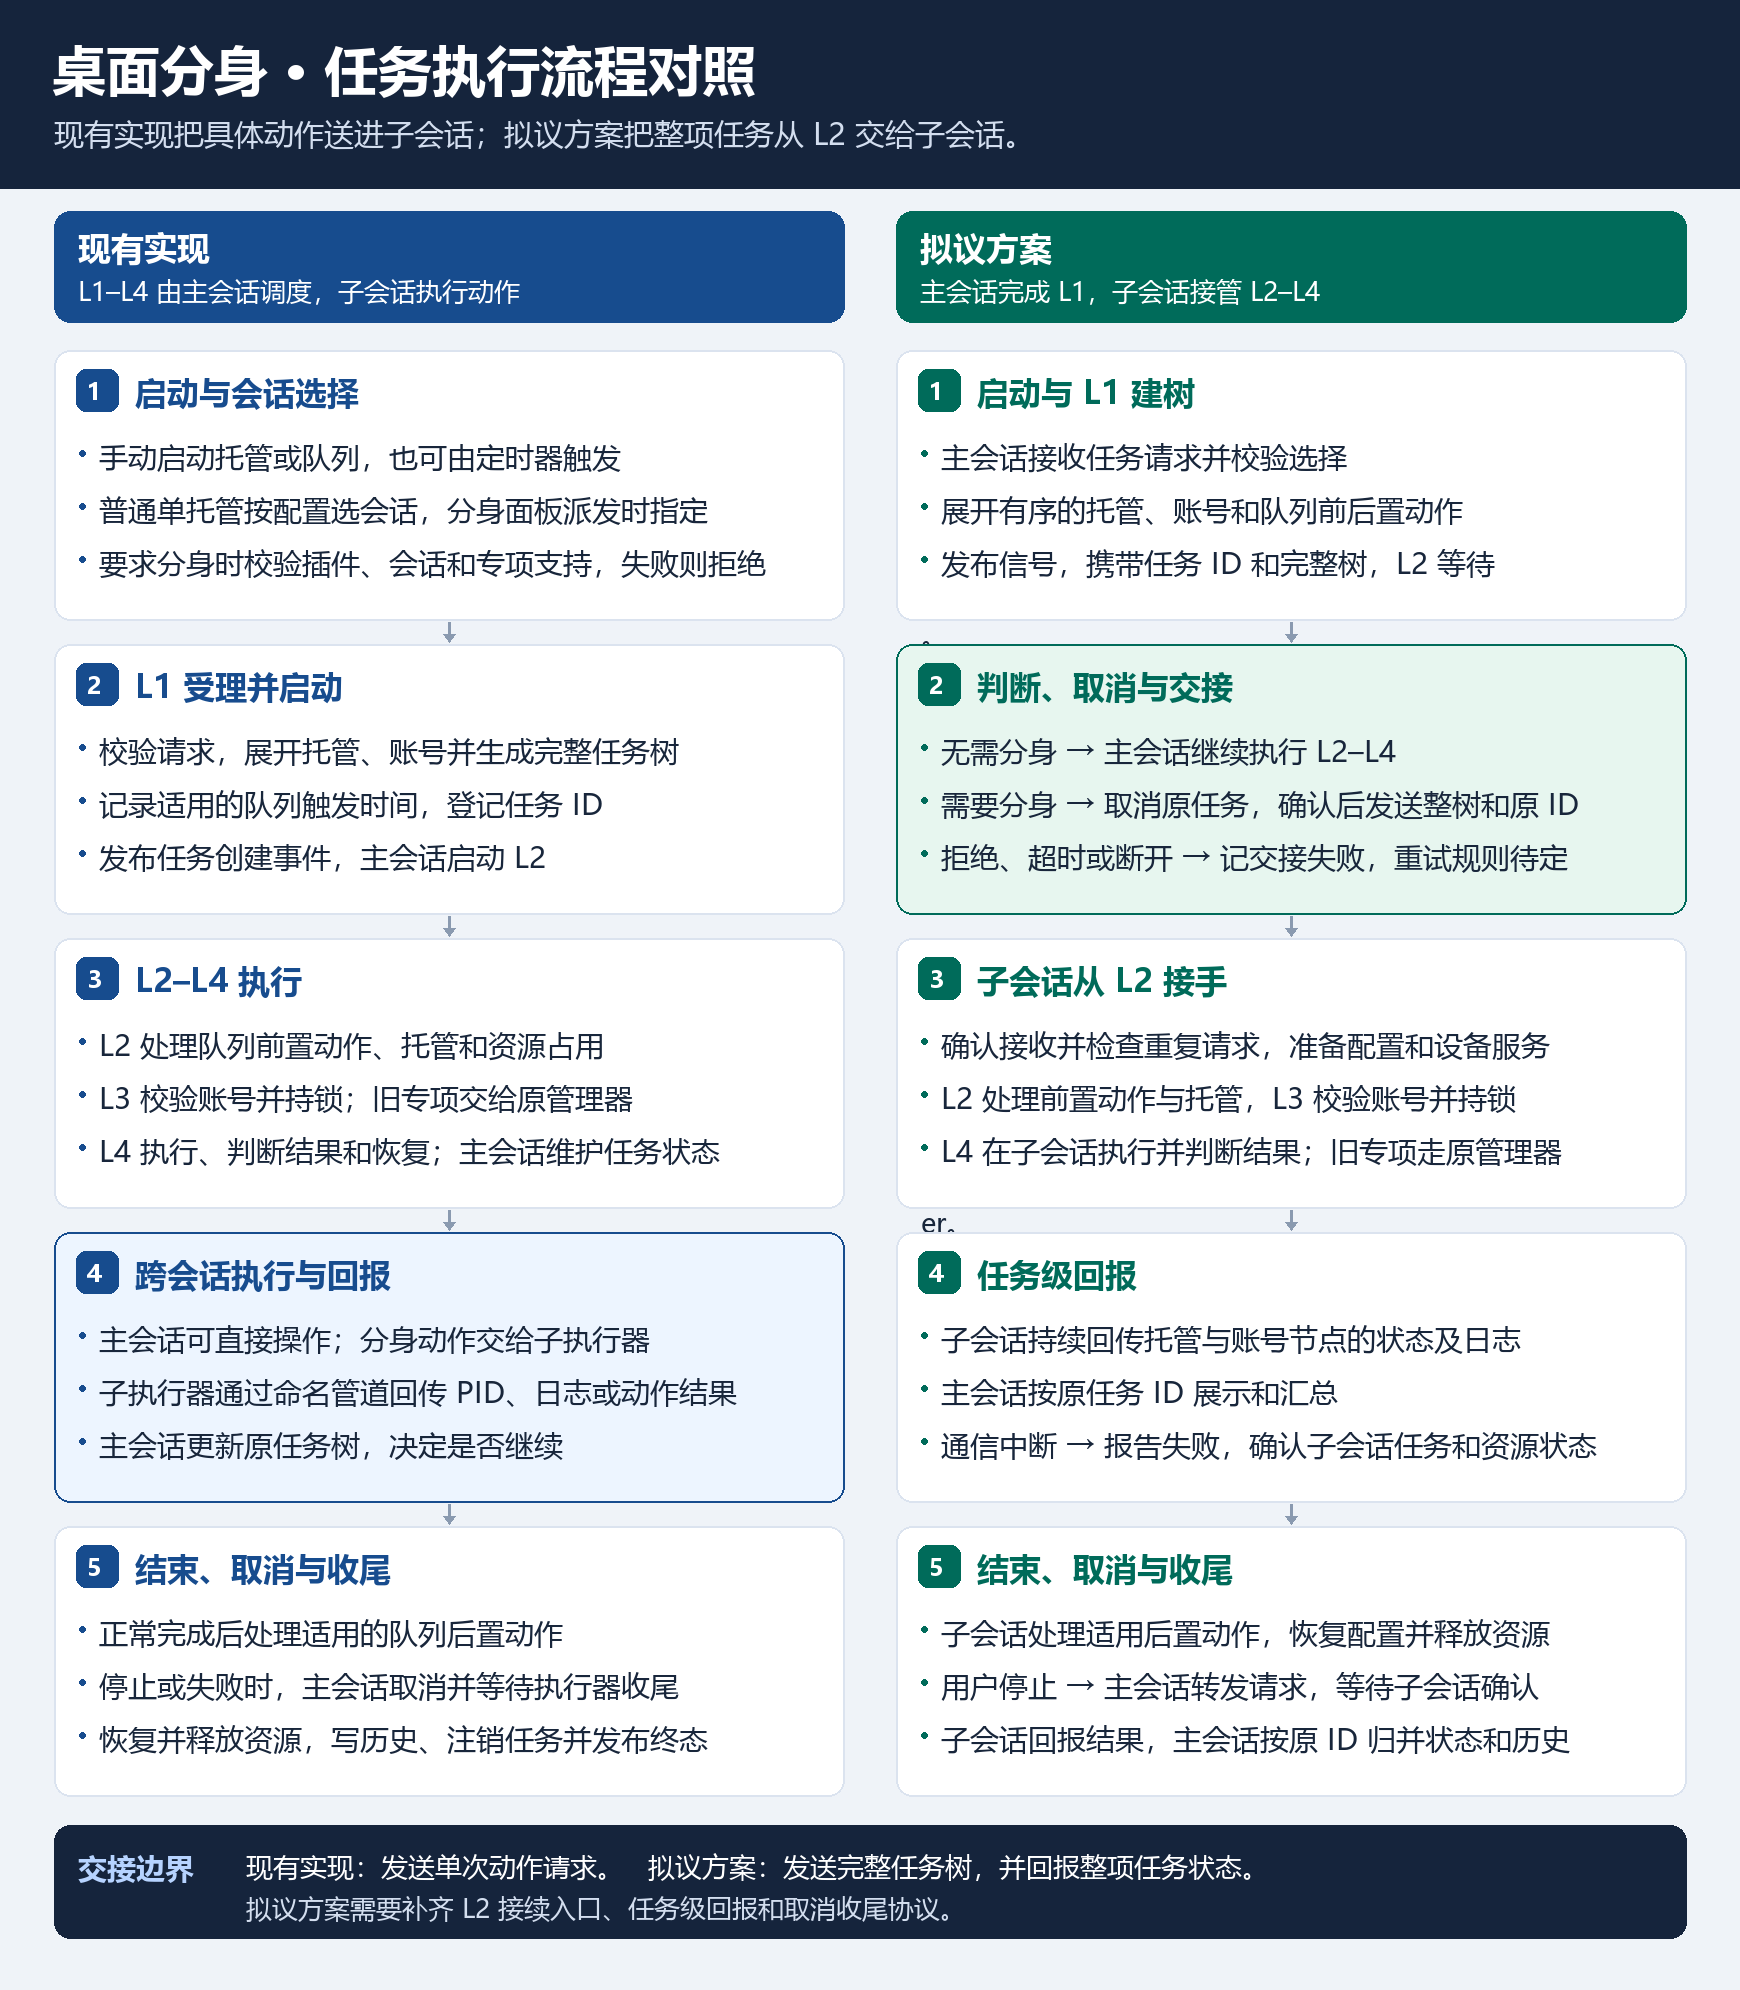 桌面分身 • 任务执行流程对照
现有实现把具体动作送进子会话；拟议方案把整项任务从 L2 交给子会话。
现有实现
L1–L4 由主会话调度，子会话执行动作
1 启动与会话选择
• 手动启动托管或队列，也可由定时器触发
• 普通单托管按配置选会话，分身面板派发时指定
• 要求分身时校验插件、会话和专项支持，失败则拒绝
2 L1 受理并启动
• 校验请求，展开托管、账号并生成完整任务树
• 记录适用的队列触发时间，登记任务 ID
• 发布任务创建事件，主会话启动 L2
3 L2–L4 执行
• L2 处理队列前置动作、托管和资源占用
• L3 校验账号并持锁；旧专项交给原管理器
• L4 执行、判断结果和恢复；主会话维护任务状态
4 跨会话执行与回报
• 主会话可直接操作；分身动作交给子执行器
• 子执行器通过命名管道回传 PID、日志或动作结果
• 主会话更新原任务树，决定是否继续
5 结束、取消与收尾
• 正常完成后处理适用的队列后置动作
• 停止或失败时，主会话取消并等待执行器收尾
• 恢复并释放资源，写历史、注销任务并发布终态
拟议方案
主会话完成 L1，子会话接管 L2–L4
1 启动与 L1 建树
• 主会话接收任务请求并校验选择
• 展开有序的托管、账号和队列前后置动作
• 发布信号，携带任务 ID 和完整树，L2 等待
2 判断、取消与交接
• 无需分身 → 主会话继续执行 L2–L4
• 需要分身 → 取消原任务，确认后发送整树和原 ID
• 拒绝、超时或断开 → 记交接失败，重试规则待定
3 子会话从 L2 接手
• 确认接收并检查重复请求，准备配置和设备服务
• L2 处理前置动作与托管，L3 校验账号并持锁
• L4 在子会话执行并判断结果；旧专项走原管理器
er。
4 任务级回报
• 子会话持续回传托管与账号节点的状态及日志
• 主会话按原任务 ID 展示和汇总
• 通信中断 → 报告失败，确认子会话任务和资源状态
5 结束、取消与收尾
• 子会话处理适用后置动作，恢复配置并释放资源
• 用户停止 → 主会话转发请求，等待子会话确认
• 子会话回报结果，主会话按原 ID 归并状态和历史
交接边界
现有实现：发送单次动作请求。 拟议方案：发送完整任务树，并回报整项任务状态。
拟议方案需要补齐 L2 接续入口、任务级回报和取消收尾协议。